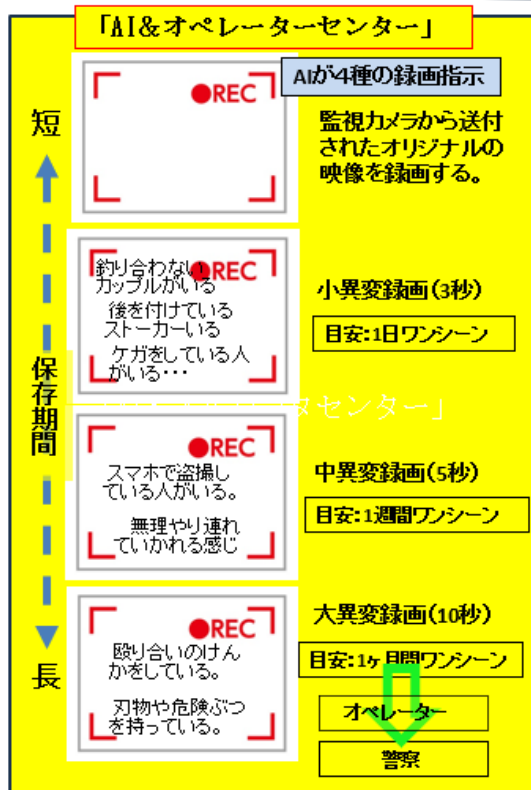 「AI&オペレーターセンター」
AIが4種の録画指示
●REC
短
監視カメラから送付
されたオリジナルの
映像を録画する。
●REC
釣り合わない
カップルがいる
後を付けている
ストーカーいる
ケガをしている人
がいる・・・
小異変録画(3秒)
目安:1日ワンシーン
保存期間
タセンター」
●REC
スマホで盗撮し
ている人がいる。
無理やり連れ
ていかれる感じ
中異変録画(5秒)
目安:1週間ワンシーン
●REC
殴り合いのけん
かをしている。
刃物や危険ぶつ
を持っている。
大異変録画(10秒)
目安:1ヶ月間ワンシーン
長
オペレーター
警察